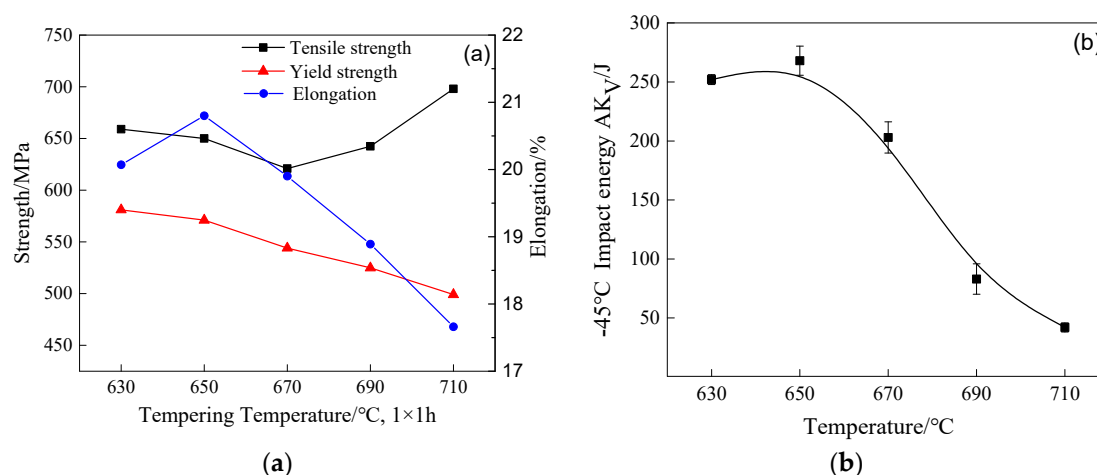 (a)
Tensile strength
Yield strength
Elongation
Strength/MPa
750
700
650
600
550
500
450
Elongation/%
22
21
20
19
18
17
630 650 670 690 710
Tempering Temperature/°C, 1×1h
(a)
(b)
-45°C Impact energy AKV/J
300
250
200
150
100
50
630 650 670 690 710
Temperature/°C
(b)